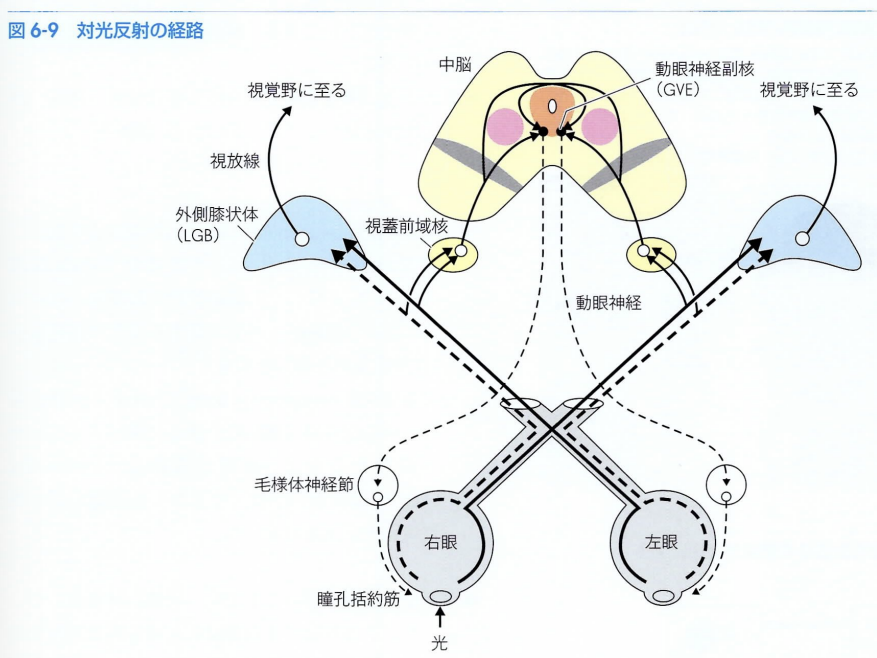 図 6-9 対光反射の経路
中脳
動眼神経副核
(GVE)
視覚野に至る
視覚野に至る
視放線
外側膝状体
(LGB)
視蓋前域核
動眼神経
毛様体神経節
右眼
左眼
瞳孔括約筋
光